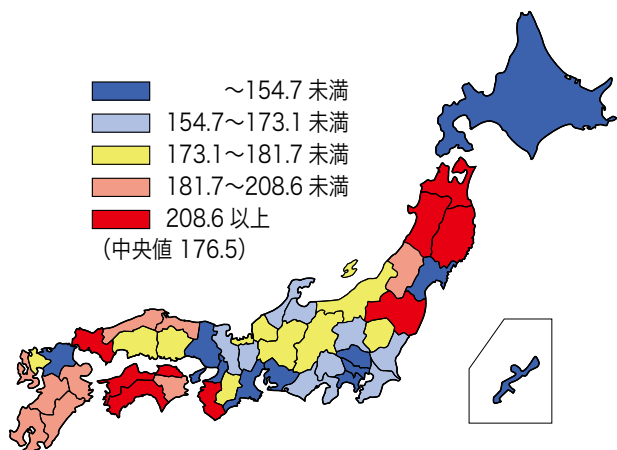 ～154.7 未満
154.7～173.1 未満
173.1～181.7 未満
181.7～208.6 未満
208.6 以上
（中央値 176.5）